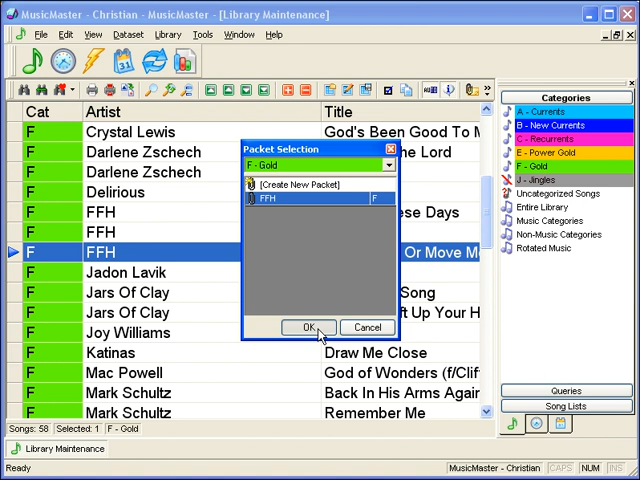 MusicMaster - Christian - MusicMaster - [Library Maintenance]
File Edit View Dataset Library Tools Window Help
Cat Artist Title
F Crystal Lewis God's Been Good To M
F Darlene Zschech the Lord
F Darlene Zschech
F Delirious
F FFH ese Days
F FFH
F FFH Or Move M
F Jadon Lavik
F Jars Of Clay Song
F Jars Of Clay ft Up Your H
F Joy Williams
F Katinas Draw Me Close
F Mac Powell God of Wonders (f/Cliff
F Mark Schultz Back In His Arms Again
F Mark Schultz Remember Me
Packet Selection
F - Gold
[Create New Packet]
FFH F
OK Cancel
Categories
A - Currents
B - New Currents
C - Recurrents
E - Power Gold
F - Gold
J - Jingles
Uncategorized Songs
Entire Library
Music Categories
Non-Music Categories
Rotated Music
Queries
Song Lists
Songs: 58 Selected: 1 F - Gold
Library Maintenance
Ready MusicMaster - Christian CAPS NUM INS